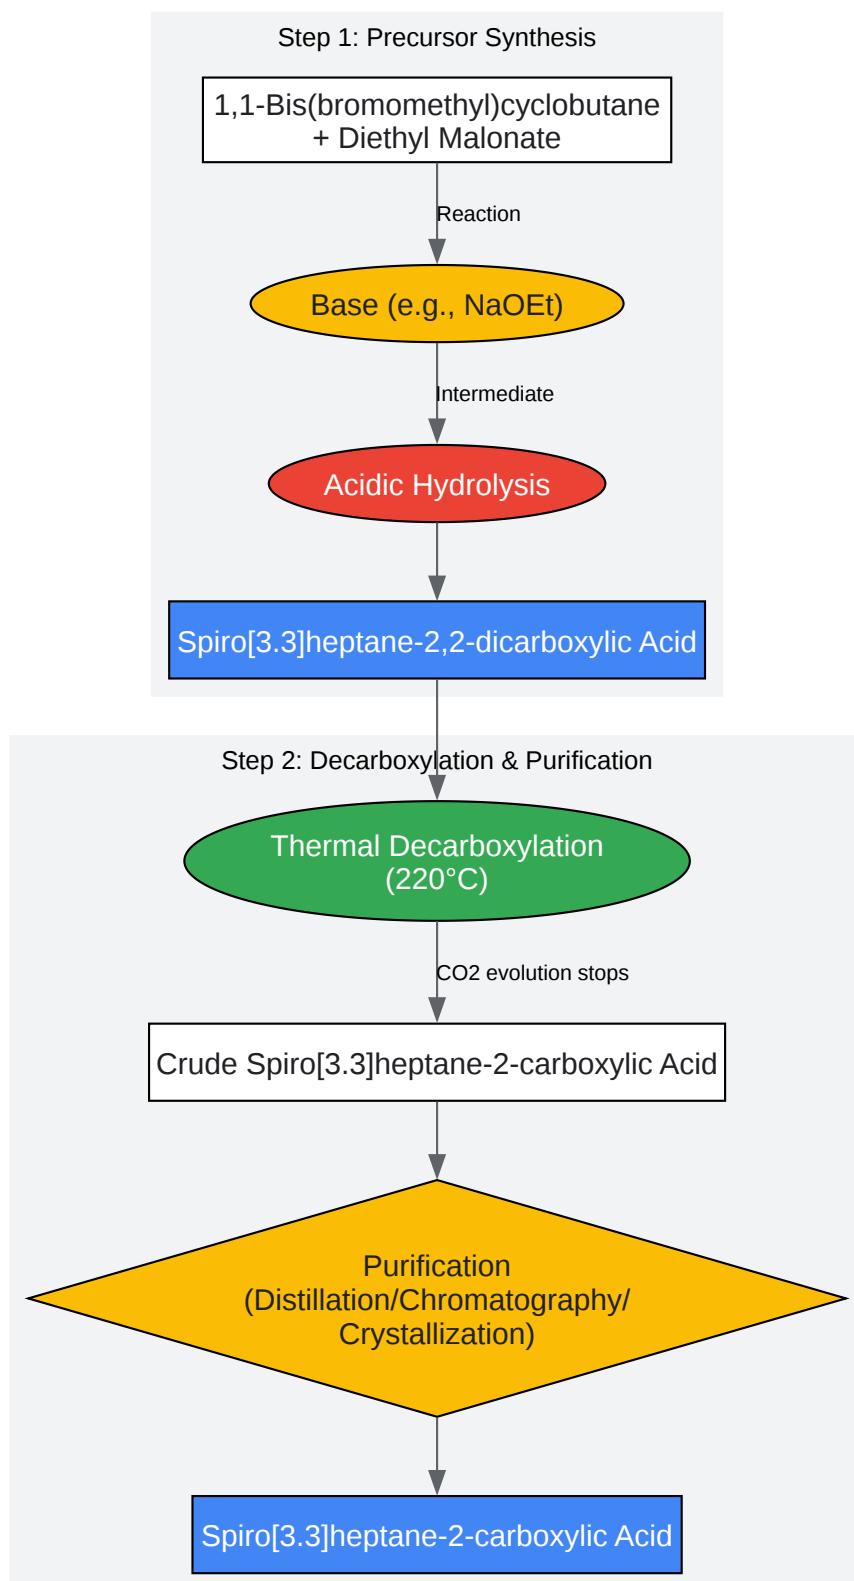 Step 1: Precursor Synthesis
1,1-Bis(bromomethyl)cyclobutane
+ Diethyl Malonate
Reaction
Base (e.g., NaOEt)
Intermediate
Acidic Hydrolysis
Spiro[3.3]heptane-2,2-dicarboxylic Acid
Step 2: Decarboxylation & Purification
Thermal Decarboxylation
(220°C)
CO2 evolution stops
Crude Spiro[3.3]heptane-2-carboxylic Acid
Purification
(Distillation/Chromatography/
Crystallization)
Spiro[3.3]heptane-2-carboxylic Acid